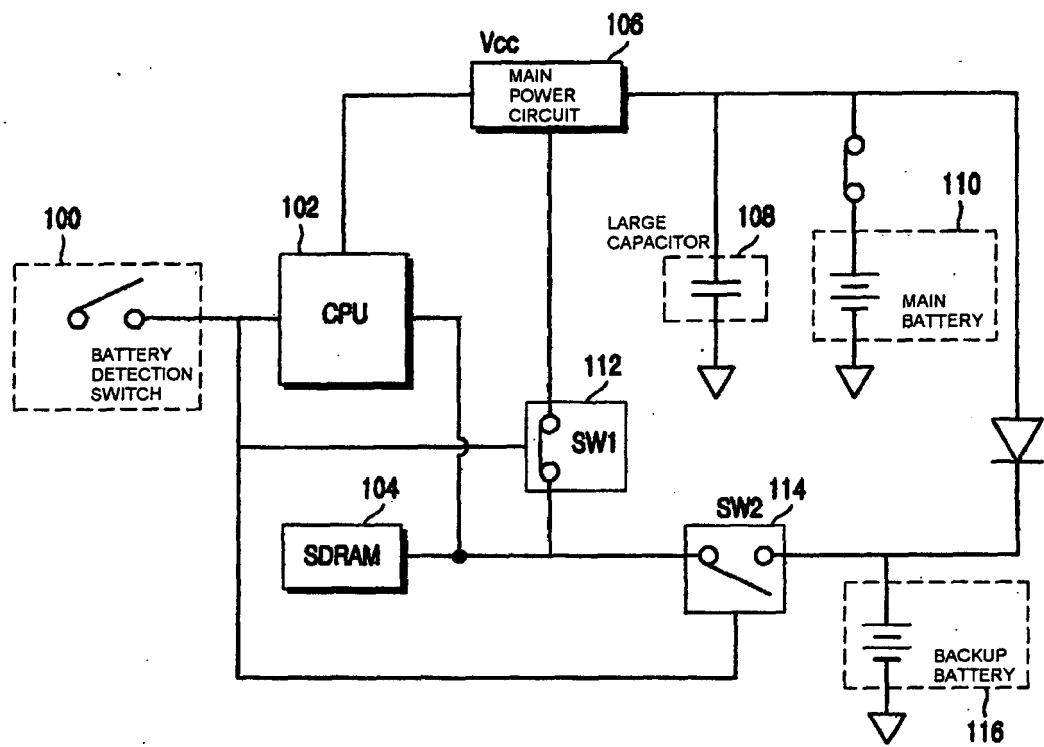 106
Vcc
MAIN
POWER
CIRCUIT
100
102
LARGE
CAPACITOR
108
110
CPU
MAIN
BATTERY
BATTERY
DETECTION
SWITCH
112
SW1
104
SDRAM
SW2
114
BACKUP
BATTERY
116